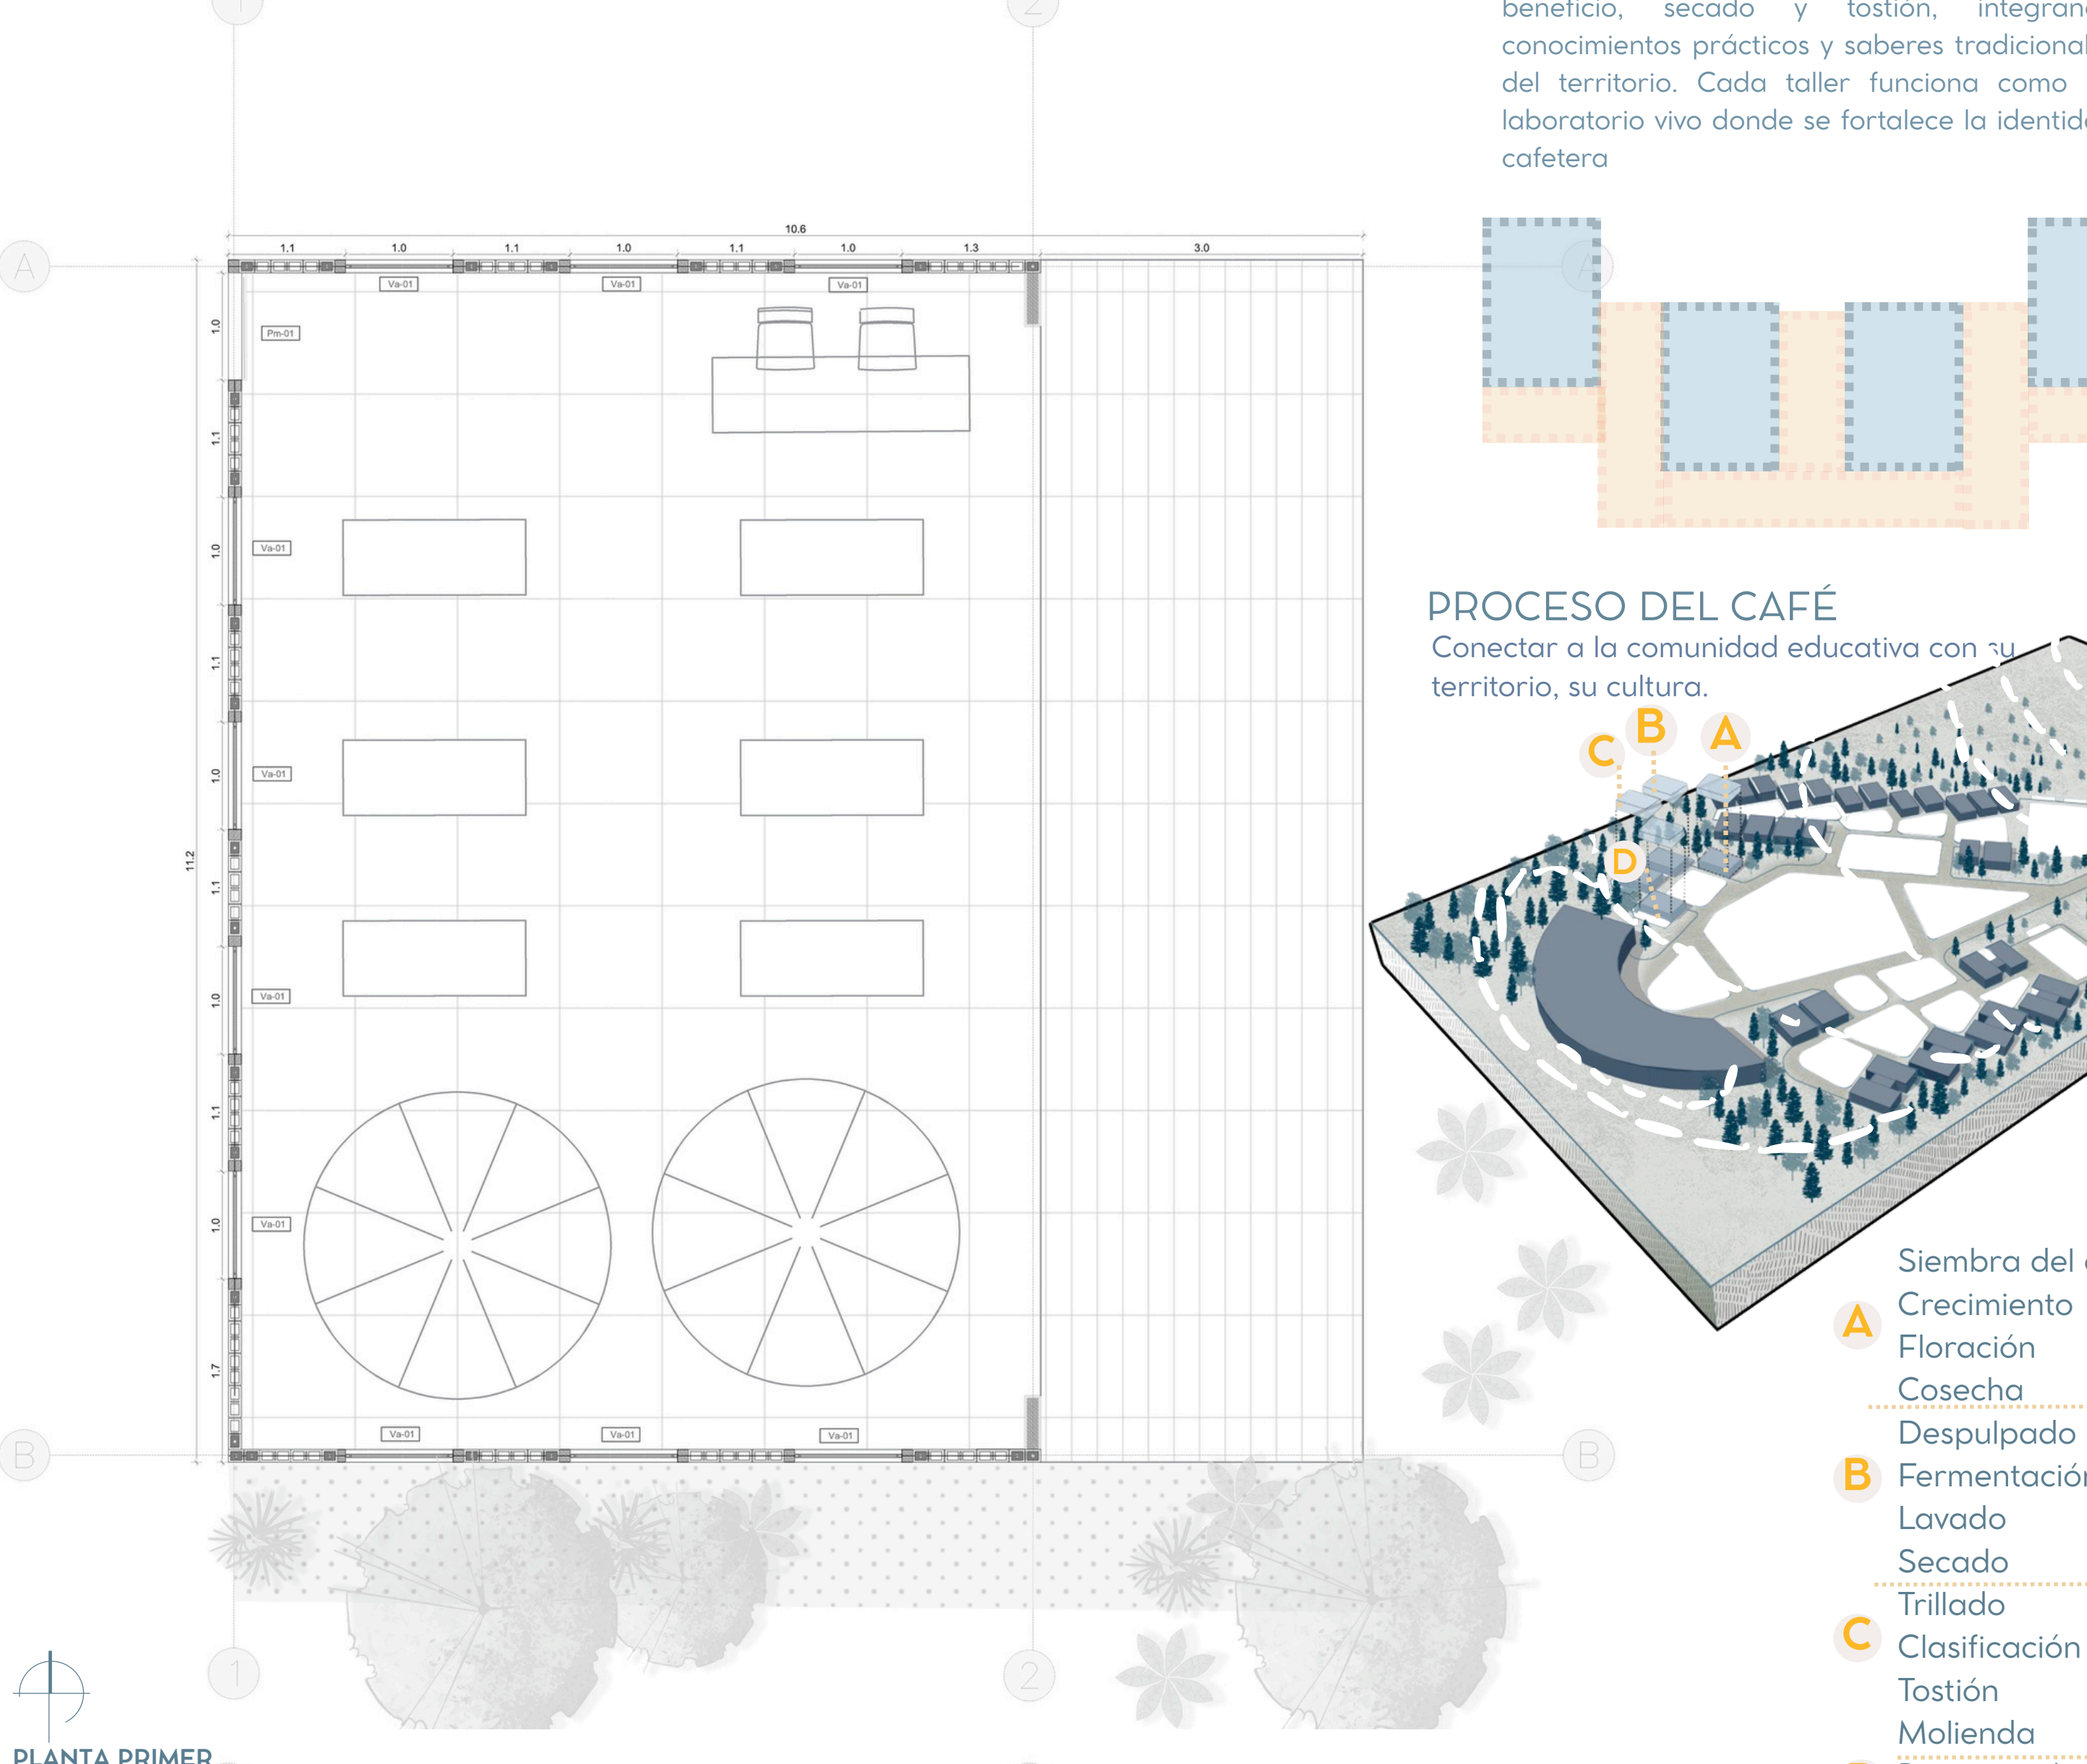 1
2
beneficio, secado y tostión,
conocimientos prácticos y saberes
del territorio. Cada taller funciona como
laboratorio vivo donde se fortalece la
cafetera
10.6
1.1 1.0 1.1 1.0 1.1 1.0 1.3 3.0
A
A
Va-01 Va-01 Va-01
1.0
Pm-01
1.1
1.0
Va-01
1.1
1.0
Va-01
11.2
1.1
1.0
Va-01
1.1
1.0
Va-01
1.7
Va-01 Va-01 Va-01
B
B
1
2
PLANTA PRIMER
PROCESO DEL CAFÉ
Conectar a la comunidad educativa con su
territorio, su cultura.
C B A
D
A
Siembra del
Crecimiento
Floración
Cosecha
B
Despulpado
Fermentación
Lavado
Secado
C
Trillado
Clasificación
Tostión
Molienda